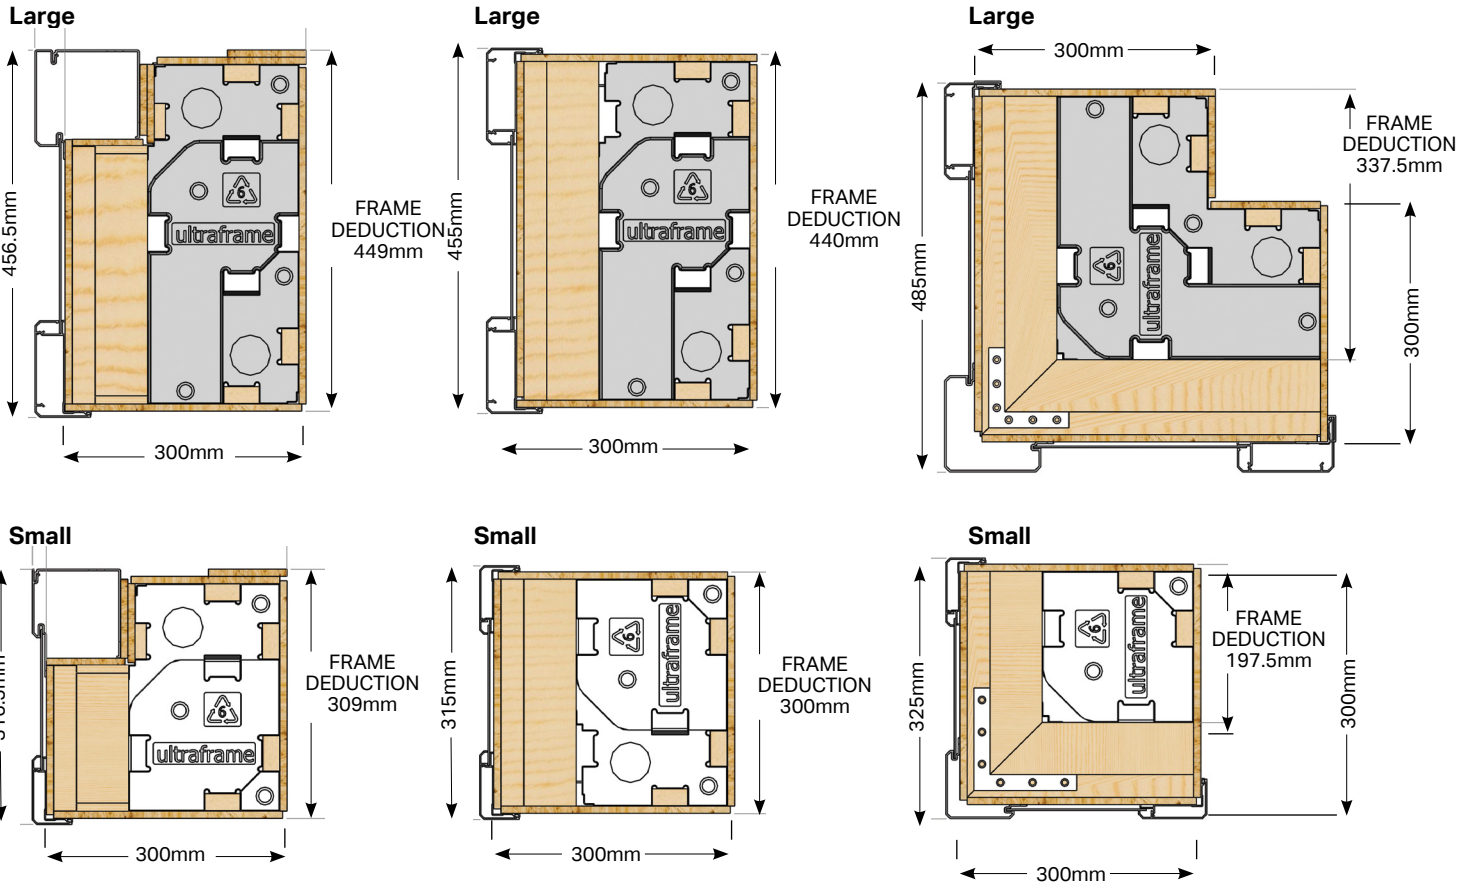 Large
456.5mm
6
ultraframe
FRAME
DEDUCTION
449mm
300mm
Large
455mm
6
ultraframe
FRAME
DEDUCTION
440mm
300mm
Large
300mm
485mm
6
ultraframe
FRAME
DEDUCTION
337.5mm
300mm
Small
6
ultraframe
FRAME
DEDUCTION
309mm
300mm
Small
315mm
6
ultraframe
FRAME
DEDUCTION
300mm
300mm
Small
325mm
6
ultraframe
FRAME
DEDUCTION
197.5mm
300mm
300mm